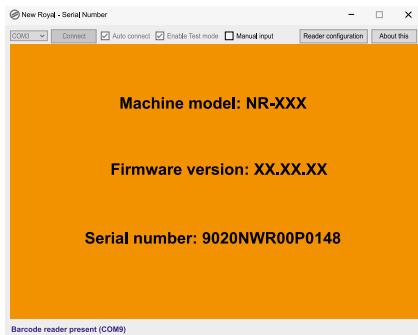 New Royal - Serial Number
COM3 Connect Auto connect Enable Test mode Manual input Reader configuration About this
Machine model: NR-XXX
Firmware version: XX.XX.XX
Serial number: 9020NWR00P0148
Barcode reader present (COM9)